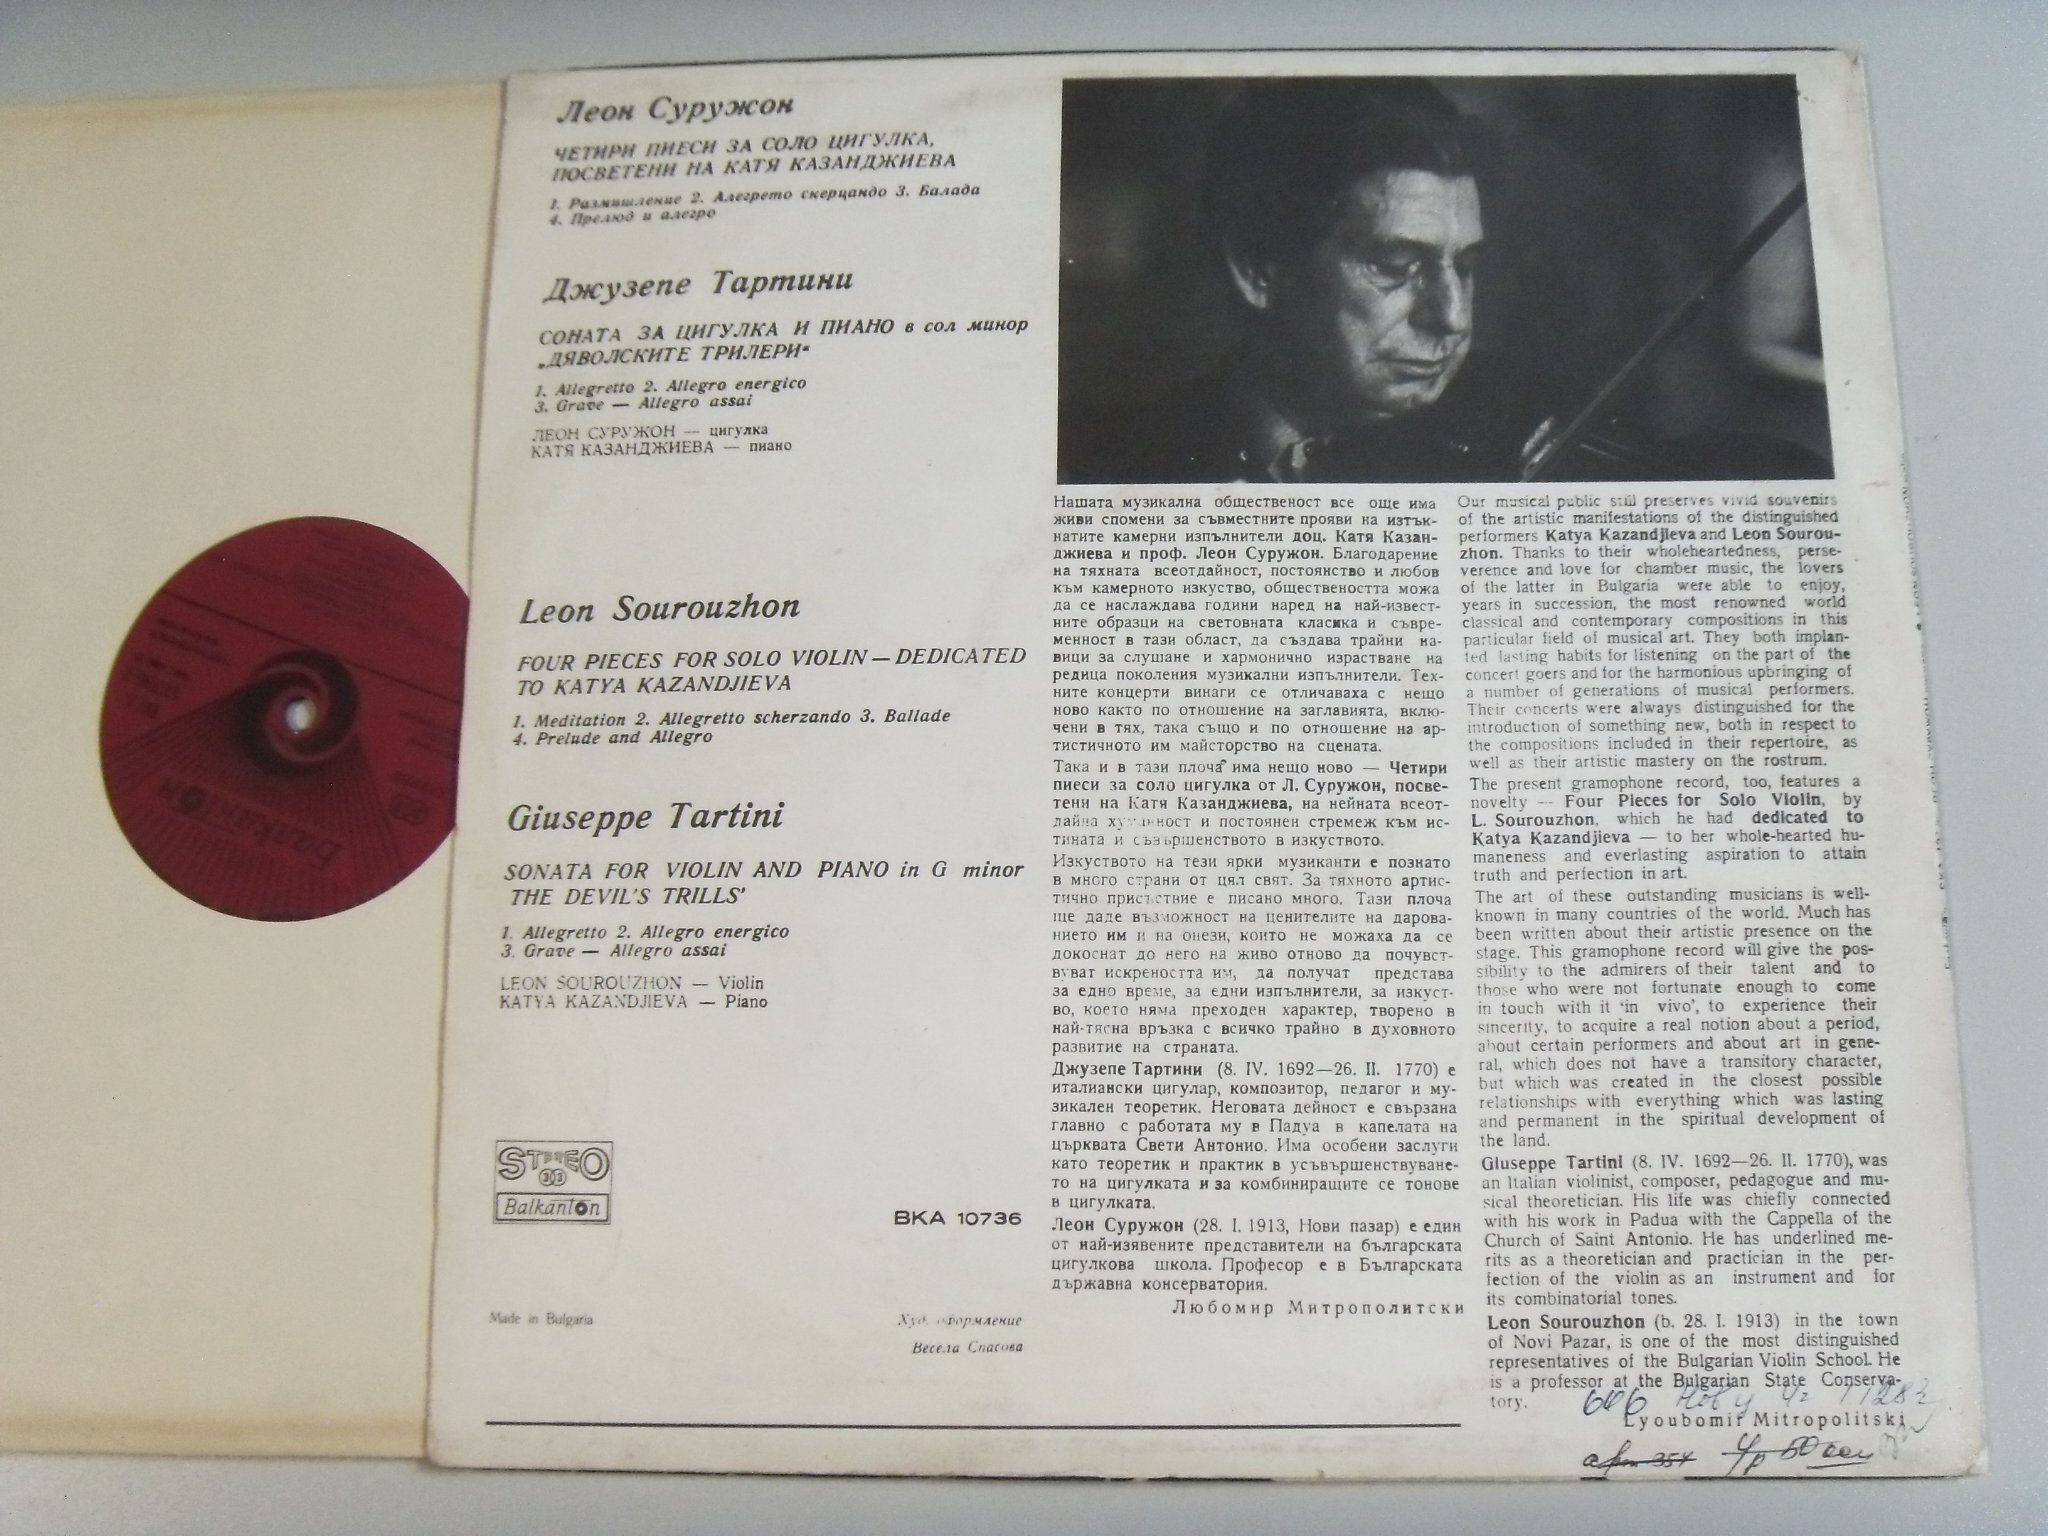 Леон Суружон
ЧЕТИРИ ПИЕСИ ЗА СОЛО ЦИГУЛКА,
ПОСВЕТЕНИ НА КАТЯ КАЗАНДЖИЕВА
1. Размишление 2. Алегрето скерцандо 3. Балада
4. Прелюд и алегро
Джузепе Тартини
СОНАТА ЗА ЦИГУЛКА И ПИАНО в сол минор
„ДЯВОЛСКИТЕ ТРИЛЕРИ“
1. Allegretto 2. Allegro energico
3. Grave — Allegro assai
ЛЕОН СУРУЖОН — цигулка
КАТЯ КАЗАНДЖИЕВА — пиано
Leon Sourouzhon
FOUR PIECES FOR SOLO VIOLIN — DEDICATED
TO KATYA KAZANDJIEVA
1. Meditation 2. Allegretto scherzando 3. Ballade
4. Prelude and Allegro
Giuseppe Tartini
SONATA FOR VIOLIN AND PIANO in G minor
THE DEVIL'S TRILLS'
1. Allegretto 2. Allegro energico
3. Grave — Allegro assai
LEON SOUROUZHON — Violin
KATYA KAZANDJIEVA — Piano
STEREO
33
Balkanton
BKA 10736
Made in Bulgaria
Худ. оформление
Весела Спасова
Нашата музикална общественост все още има
живи спомени за съвместните прояви на изтък-
натите камерни изпълнители доц. Катя Казан-
джиева и проф. Леон Суружон. Благодарение
на тяхната всеотдайност, постоянство и любов
към камерното изкуство, обществеността можа
да се наслаждава години наред на най-извест-
ните образци на световната класика и съвре-
менност в тази област, да създава трайни на-
вици за слушане и хармонично израстване на
редица поколения музикални изпълнители. Тех-
ните концерти винаги се отличаваха с нещо
ново както по отношение на заглавията, вклю-
чени в тях, така също и по отношение на ар-
тистичното им майсторство на сцената.
Така и в тази плоча има нещо ново — Четири
пиеси за соло цигулка от Л. Суружон, посве-
тени на Катя Казанджиева, на нейната всеот-
дайна хуманност и постоянен стремеж към ис-
тината и съвършенството в изкуството.
Изкуството на тези ярки музиканти е познато
в много страни от цял свят. За тяхното артис-
тично присъствие е писано много. Тази плоча
ще даде възможност на ценителите на дарова-
нието им и на онези, които не можаха да се
докоснат до него на живо отново да почувст-
вуват искреността им, да получат представа
за едно време, за едни изпълнители, за изкуст-
во, което няма преходен характер, творено в
най-тясна връзка с всичко трайно в духовното
развитие на страната.
Джузепе Тартини (8. IV. 1692—26. II. 1770) е
италиански цигулар, композитор, педагог и му-
зикален теоретик. Неговата дейност е свързана
главно с работата му в Падуа в капелата на
църквата Свети Антонио. Има особени заслуги
като теоретик и практик в усъвършенствуване-
то на цигулката и за комбиниращите се тонове
в цигулката.
Леон Суружон (28. I. 1913, Нови пазар) е един
от най-изявените представители на българската
цигулкова школа. Професор е в Българската
държавна консерватория.
Любомир Митрополитски
Our musical public still preserves vivid souvenirs
of the artistic manifestations of the distinguished
performers Katya Kazandjieva and Leon Sourou-
zhon. Thanks to their wholeheartedness, perse-
verence and love for chamber music, the lovers
of the latter in Bulgaria were able to enjoy,
years in succession, the most renowned world
classical and contemporary compositions in this
particular field of musical art. They both implan-
ted lasting habits for listening on the part of the
concert goers and for the harmonious upbringing of
a number of generations of musical performers.
Their concerts were always distinguished for the
introduction of something new, both in respect to
the compositions included in their repertoire, as
well as their artistic mastery on the rostrum.
The present gramophone record, too, features a
novelty — Four Pieces for Solo Violin, by
L. Sourouzhon, which he had dedicated to
Katya Kazandjieva — to her whole-hearted hu-
maneness and everlasting aspiration to attain
truth and perfection in art.
The art of these outstanding musicians is well-
known in many countries of the world. Much has
been written about their artistic presence on the
stage. This gramophone record will give the pos-
sibility to the admirers of their talent and to
those who were not fortunate enough to come
in touch with it 'in vivo', to experience their
sincerity, to acquire a real notion about a period,
about certain performers and about art in gene-
ral, which does not have a transitory character,
but which was created in the closest possible
relationships with everything which was lasting
and permanent in the spiritual development of
the land.
Giuseppe Tartini (8. IV. 1692—26. II. 1770), was
an Italian violinist, composer, pedagogue and mu-
sical theoretician. His life was chiefly connected
with his work in Padua with the Cappella of the
Church of Saint Antonio. He has underlined me-
rits as a theoretician and practician in the per-
fection of the violin as an instrument and for
its combinatorial tones.
Leon Sourouzhon (b. 28. I. 1913) in the town
of Novi Pazar, is one of the most distinguished
representatives of the Bulgarian Violin School. He
is a professor at the Bulgarian State Conserva-
tory.
Lyoubomir Mitropolitski
Балкантон